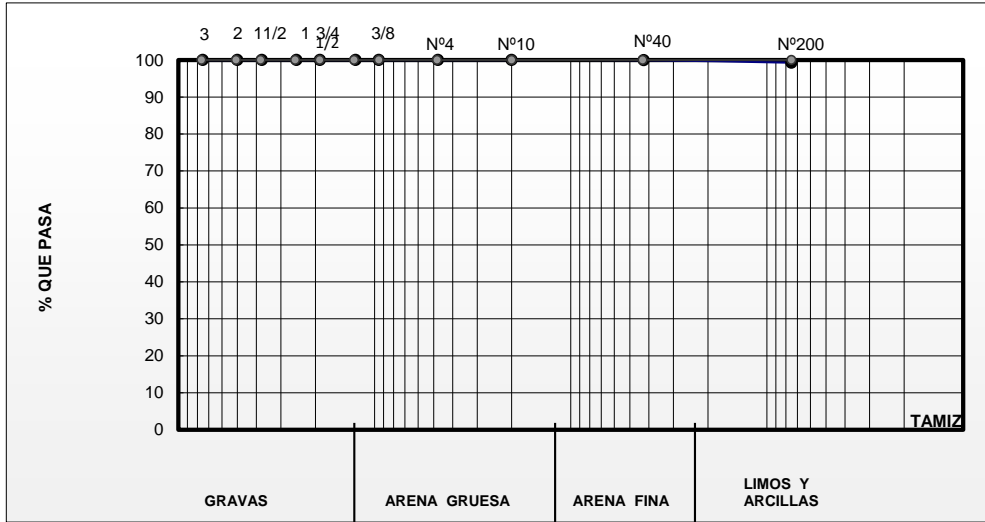 3 2 11/2 1 3/4 3/8 Nº4 Nº10 Nº40 Nº200
1/2
100
90
80
70
60
50
40
30
20
10
0
% QUE PASA
TAMIZ
GRAVAS
ARENA GRUESA
ARENA FINA
LIMOS Y
ARCILLAS